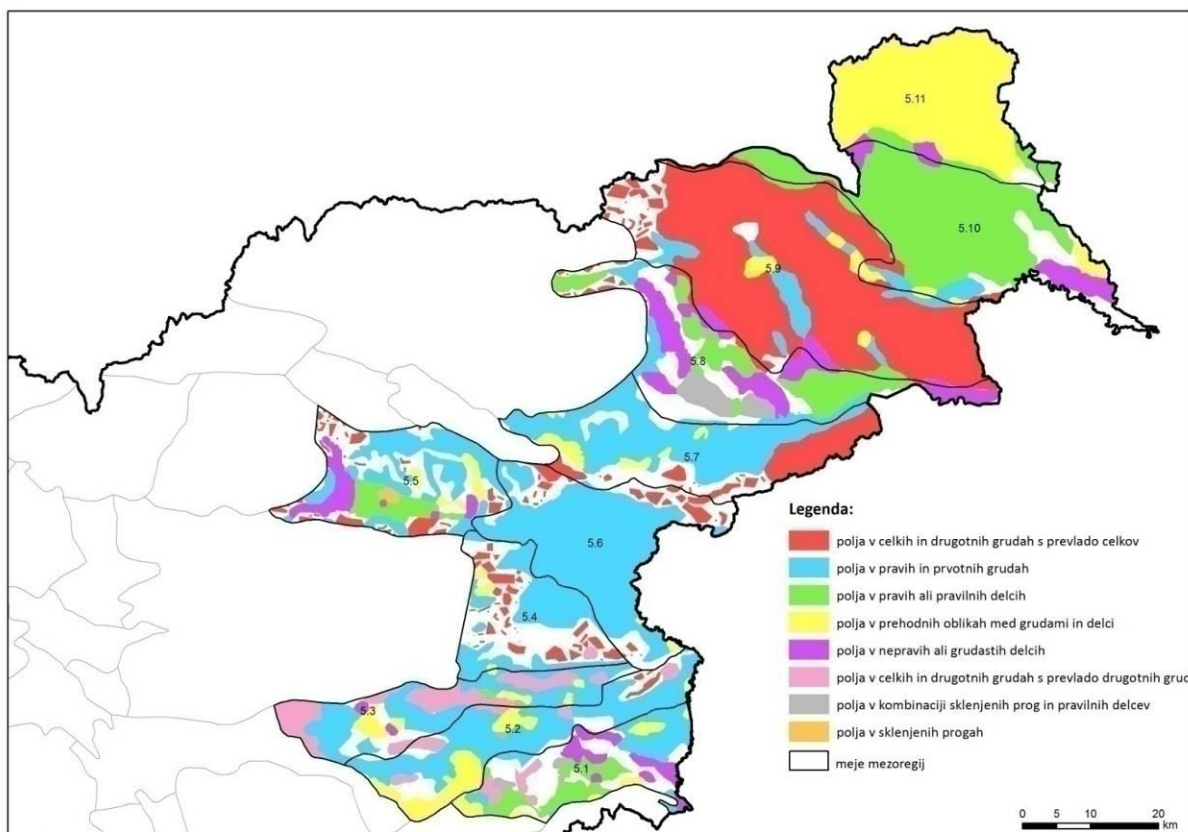 5.11
5.10
5.9
5.8
5.7
5.5
5.6
5.4
5.3
5.2
5.1
Legenda:
polja v celkih in drugotnih grudah s prevlado celkov
polja v pravih in prvotnih grudah
polja v pravih ali pravilnih delcih
polja v prehodnih oblikah med grudami in delci
polja v nepravih ali grudastih delcih
polja v celkih in drugotnih grudah s prevlado drugotnih grud
polja v kombinaciji sklenjenih prog in pravilnih delcev
polja v sklenjenih progah
meje mezoregij
0 5 10 20
km